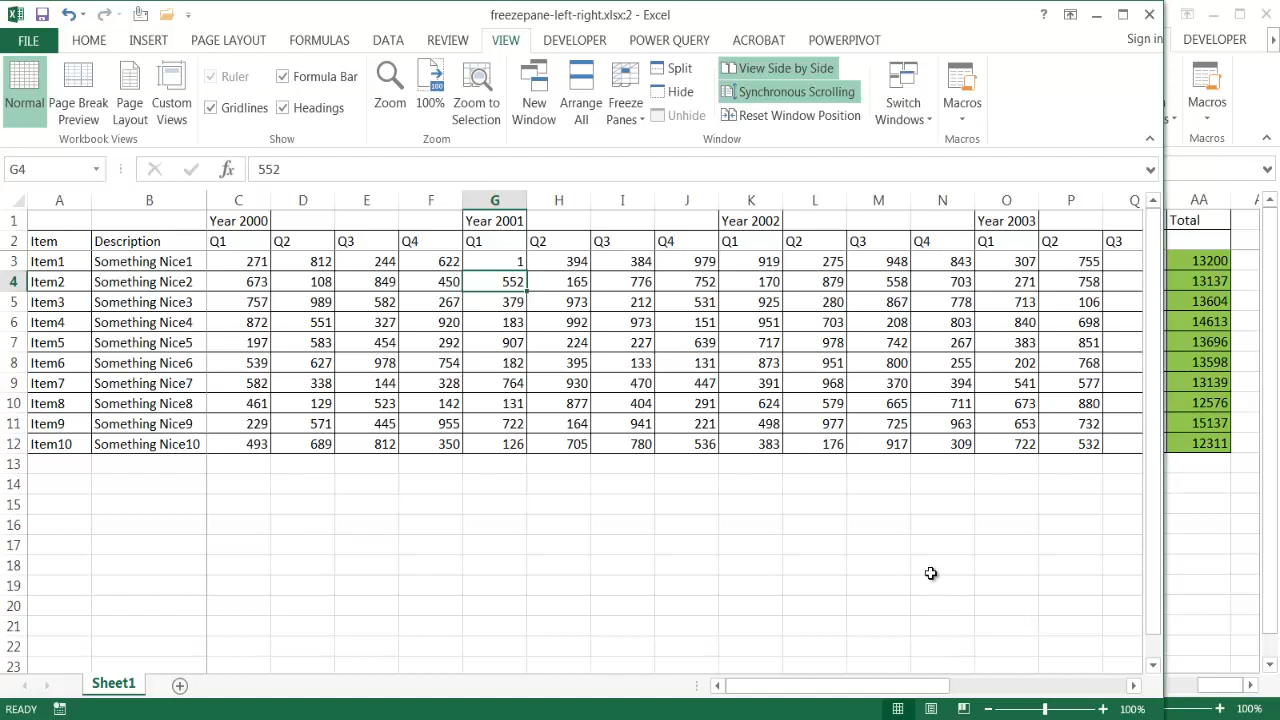 freezepane-left-right.xlsx:2 - Excel
FILE HOME INSERT PAGE LAYOUT FORMULAS DATA REVIEW VIEW DEVELOPER POWER QUERY ACROBAT POWERPIVOT Sign in DEVELOPER
Normal
Page Break Preview
Page Layout
Custom Views
Workbook Views
Ruler
Formula Bar
Gridlines
Headings
Show
Zoom
100
100%
Zoom to Selection
Zoom
New Window
Arrange All
Freeze Panes
Split
Hide
Unhide
View Side by Side
Synchronous Scrolling
Reset Window Position
Switch Windows
Window
Macros
Macros
Macros
Macros
G4 fx 552
A B C D E F G H I J K L M N O P Q AA
1 Year 2000 Year 2001 Year 2002 Year 2003 Total
2 Item Description Q1 Q2 Q3 Q4 Q1 Q2 Q3 Q4 Q1 Q2 Q3 Q4 Q1 Q2 Q3
3 Item1 Something Nice1 271 812 244 622 1 394 384 979 919 275 948 843 307 755 13200
4 Item2 Something Nice2 673 108 849 450 552 165 776 752 170 879 558 703 271 758 13137
5 Item3 Something Nice3 757 989 582 267 379 973 212 531 925 280 867 778 713 106 13604
6 Item4 Something Nice4 872 551 327 920 183 992 973 151 951 703 208 803 840 698 14613
7 Item5 Something Nice5 197 583 454 292 907 224 227 639 717 978 742 267 383 851 13696
8 Item6 Something Nice6 539 627 978 754 182 395 133 131 873 951 800 255 202 768 13598
9 Item7 Something Nice7 582 338 144 328 764 930 470 447 391 968 370 394 541 577 13139
10 Item8 Something Nice8 461 129 523 142 131 877 404 291 624 579 665 711 673 880 12576
11 Item9 Something Nice9 229 571 445 955 722 164 941 221 498 977 725 963 653 732 15137
12 Item10 Something Nice10 493 689 812 350 126 705 780 536 383 176 917 309 722 532 12311
13
14
15
16
17
18
19
20
21
22
23
Sheet1
READY 100% 100%